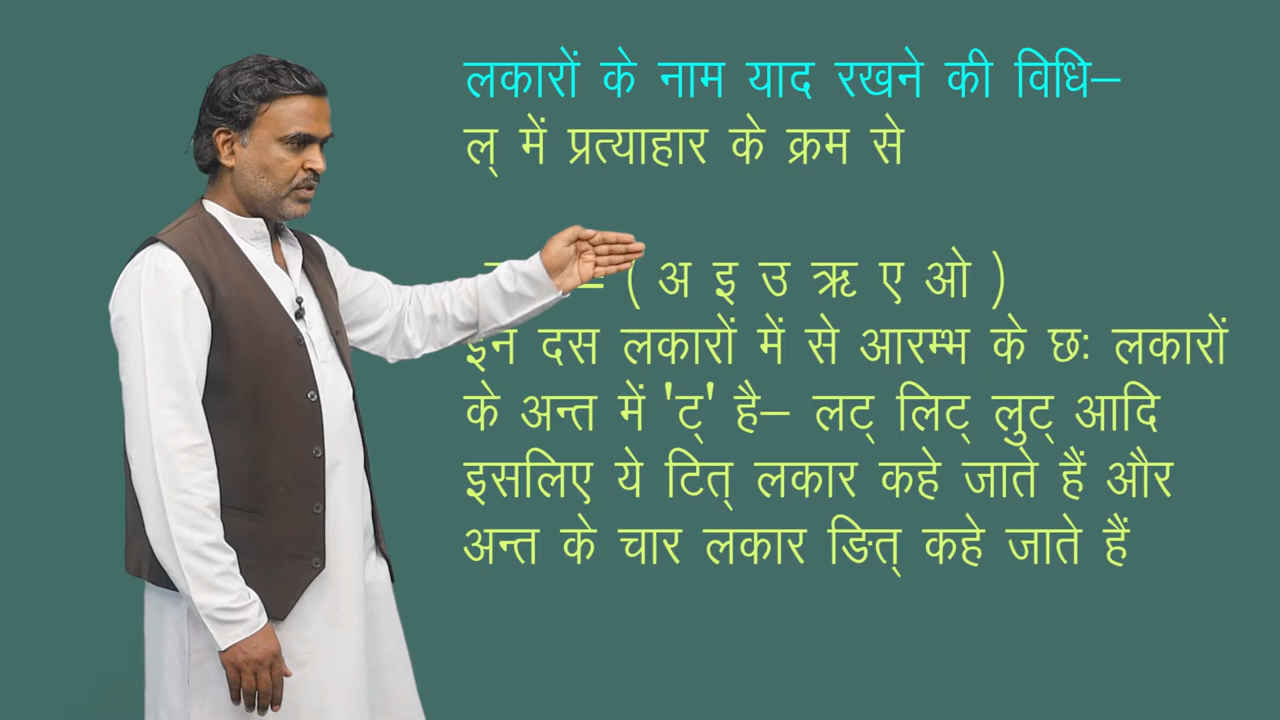 लकारों के नाम याद रखने की विधि–
ल् में प्रत्याहार के क्रम से
= ( अ इ उ ऋ ए ओ )
इन दस लकारों में से आरम्भ के छः लकारों
के अन्त में 'ट्' है– लट् लिट् लुट् आदि
इसलिए ये टित् लकार कहे जाते हैं और
अन्त के चार लकार ङित् कहे जाते हैं